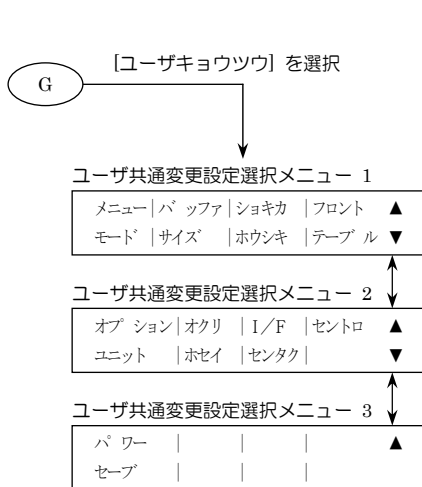 [ユーザキョウツウ] を選択
G
ユーザ共通変更設定選択メニュー 1
メニュー|バッファ|ショキカ |フロント ▲
モード |サイズ |ホウシキ |テーブル ▼
ユーザ共通変更設定選択メニュー 2
オプション|オクリ |I/F |セントロ ▲
ユニット |ホセイ |センタク| ▼
ユーザ共通変更設定選択メニュー 3
パワー | | | ▲
セーブ | | |